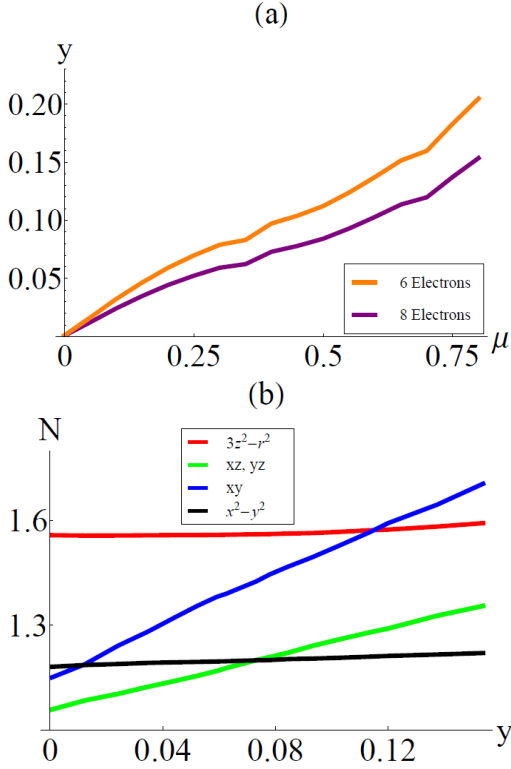 (a)
y
0.20
0.15
0.10
0.05
0 0.25 0.5 0.75 μ
6 Electrons
8 Electrons
(b)
N
1.6
1.3
3z²−r²
xz, yz
xy
x²−y²
0 0.04 0.08 0.12 y